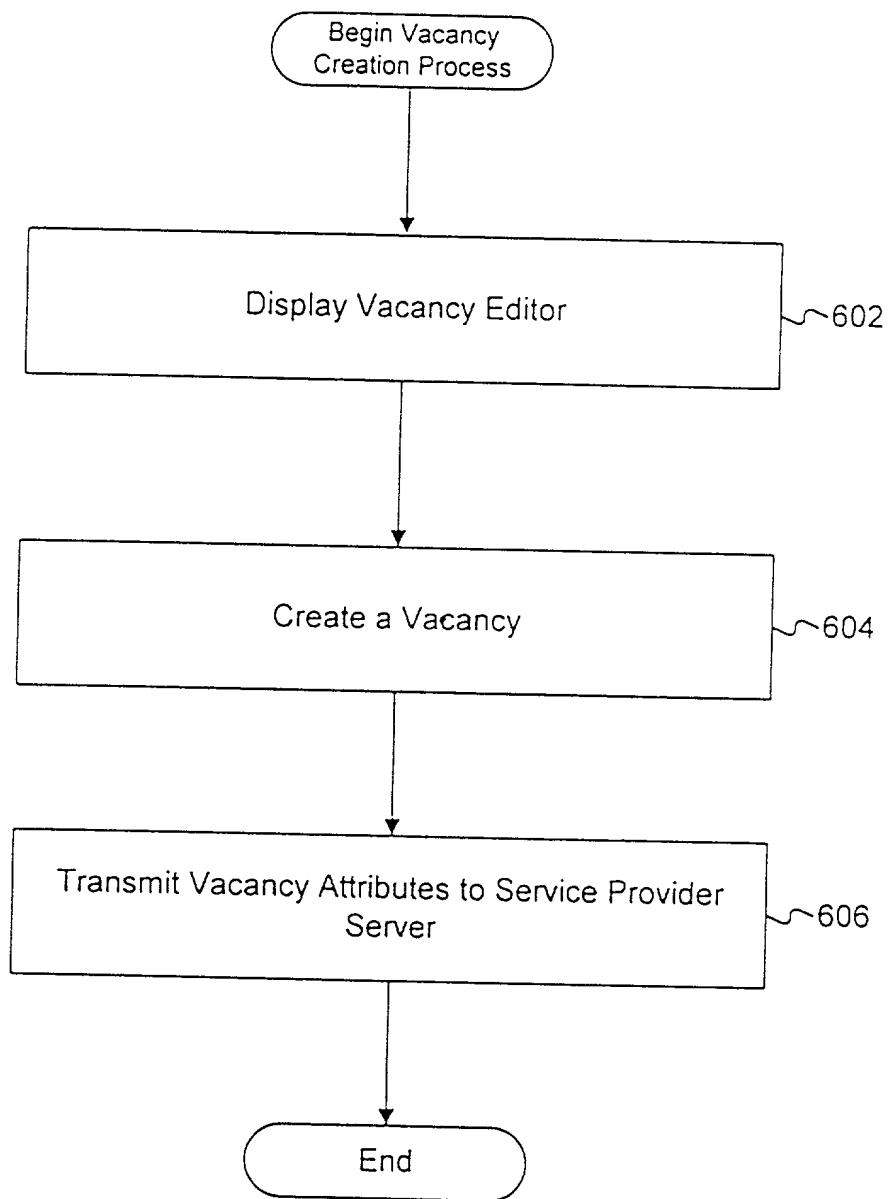 Begin Vacancy
Creation Process
Display Vacancy Editor
602
Create a Vacancy
604
Transmit Vacancy Attributes to Service Provider
Server
606
End